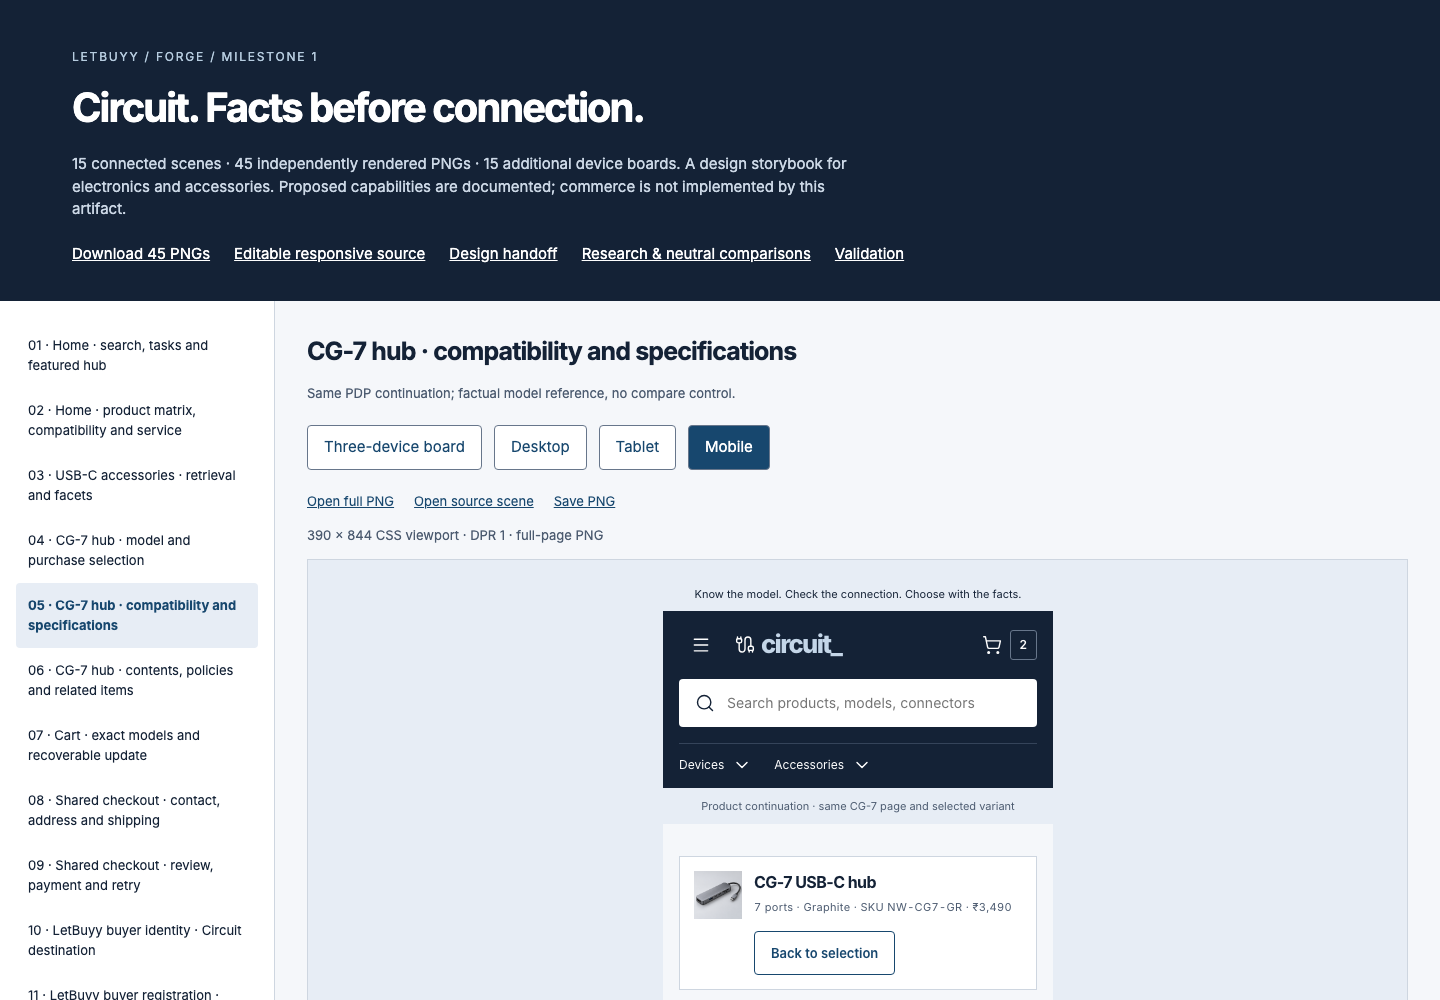 LETBUYY / FORGE / MILESTONE 1
Circuit. Facts before connection.
15 connected scenes · 45 independently rendered PNGs · 15 additional device boards. A design storybook for
electronics and accessories. Proposed capabilities are documented; commerce is not implemented by this
artifact.
Download 45 PNGs
Editable responsive source
Design handoff
Research & neutral comparisons
Validation
01 · Home · search, tasks and
featured hub
02 · Home · product matrix,
compatibility and service
03 · USB-C accessories · retrieval
and facets
04 · CG-7 hub · model and
purchase selection
05 · CG-7 hub · compatibility and
specifications
06 · CG-7 hub · contents, policies
and related items
07 · Cart · exact models and
recoverable update
08 · Shared checkout · contact,
address and shipping
09 · Shared checkout · review,
payment and retry
10 · LetBuyy buyer identity · Circuit
destination
11 · LetBuyy buyer registration ·
CG-7 hub · compatibility and specifications
Same PDP continuation; factual model reference, no compare control.
Three-device board
Desktop
Tablet
Mobile
Open full PNG
Open source scene
Save PNG
390 × 844 CSS viewport · DPR 1 · full-page PNG
Know the model. Check the connection. Choose with the facts.
circuit_
2
Search products, models, connectors
Devices
Accessories
Product continuation · same CG-7 page and selected variant
CG-7 USB-C hub
7 ports · Graphite · SKU NW-CG7-GR · ₹3,490
Back to selection